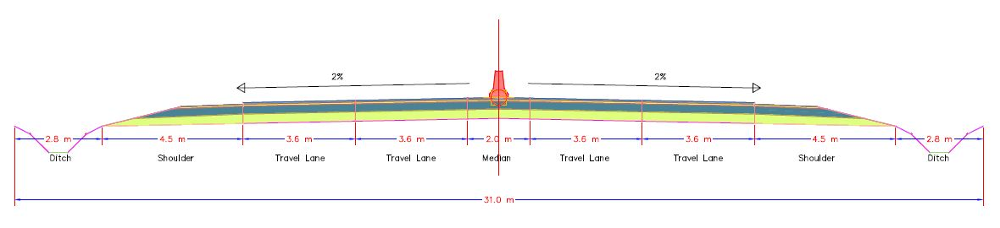 2% 2%
2.8 m 4.5 m 3.6 m 3.6 m 2.0 m 3.6 m 3.6 m 4.5 m 2.8 m
Ditch Shoulder Travel Lane Travel Lane Median Travel Lane Travel Lane Shoulder Ditch
31.0 m